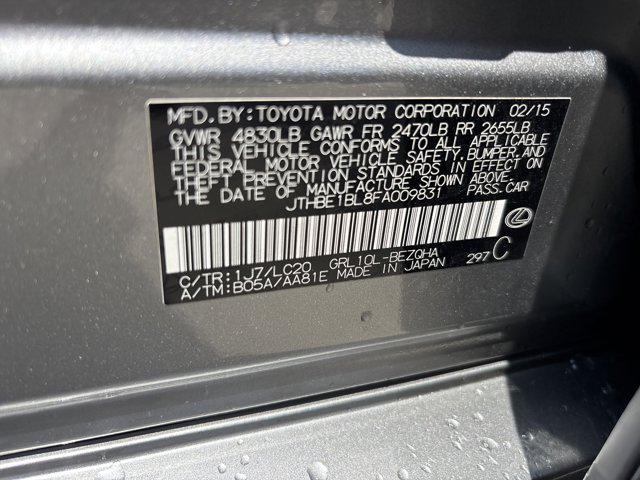 MFD. BY: TOYOTA MOTOR CORPORATION 02/15
GVWR 4830LB GAWR FR 2470LB RR 2655LB
THIS VEHICLE CONFORMS TO ALL APPLICABLE
FEDERAL MOTOR VEHICLE SAFETY, BUMPER, AND
THEFT PREVENTION STANDARDS IN EFFECT ON
THE DATE OF MANUFACTURE SHOWN ABOVE.
JTHBE1BL8FA009831 PASS. CAR
C/TR: 1J7/LC20 GRL10L-BEZQHA
A/TM: B05A/AA81E MADE IN JAPAN 297 C